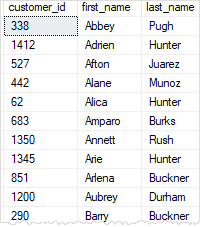 customer_id first_name last_name
338 Abbey Pugh
1412 Adrien Hunter
527 Afton Juarez
442 Alane Munoz
62 Alica Hunter
683 Amparo Burks
1350 Annett Rush
1345 Arie Hunter
851 Arlena Buckner
1200 Aubrey Durham
290 Barry Buckner